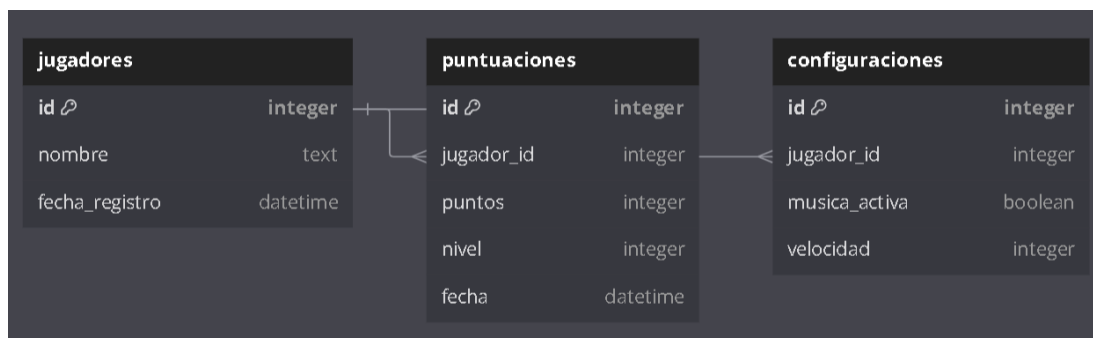 jugadores
id integer
nombre text
fecha_registro datetime
puntuaciones
id integer
jugador_id integer
puntos integer
nivel integer
fecha datetime
configuraciones
id integer
jugador_id integer
musica_activa boolean
velocidad integer